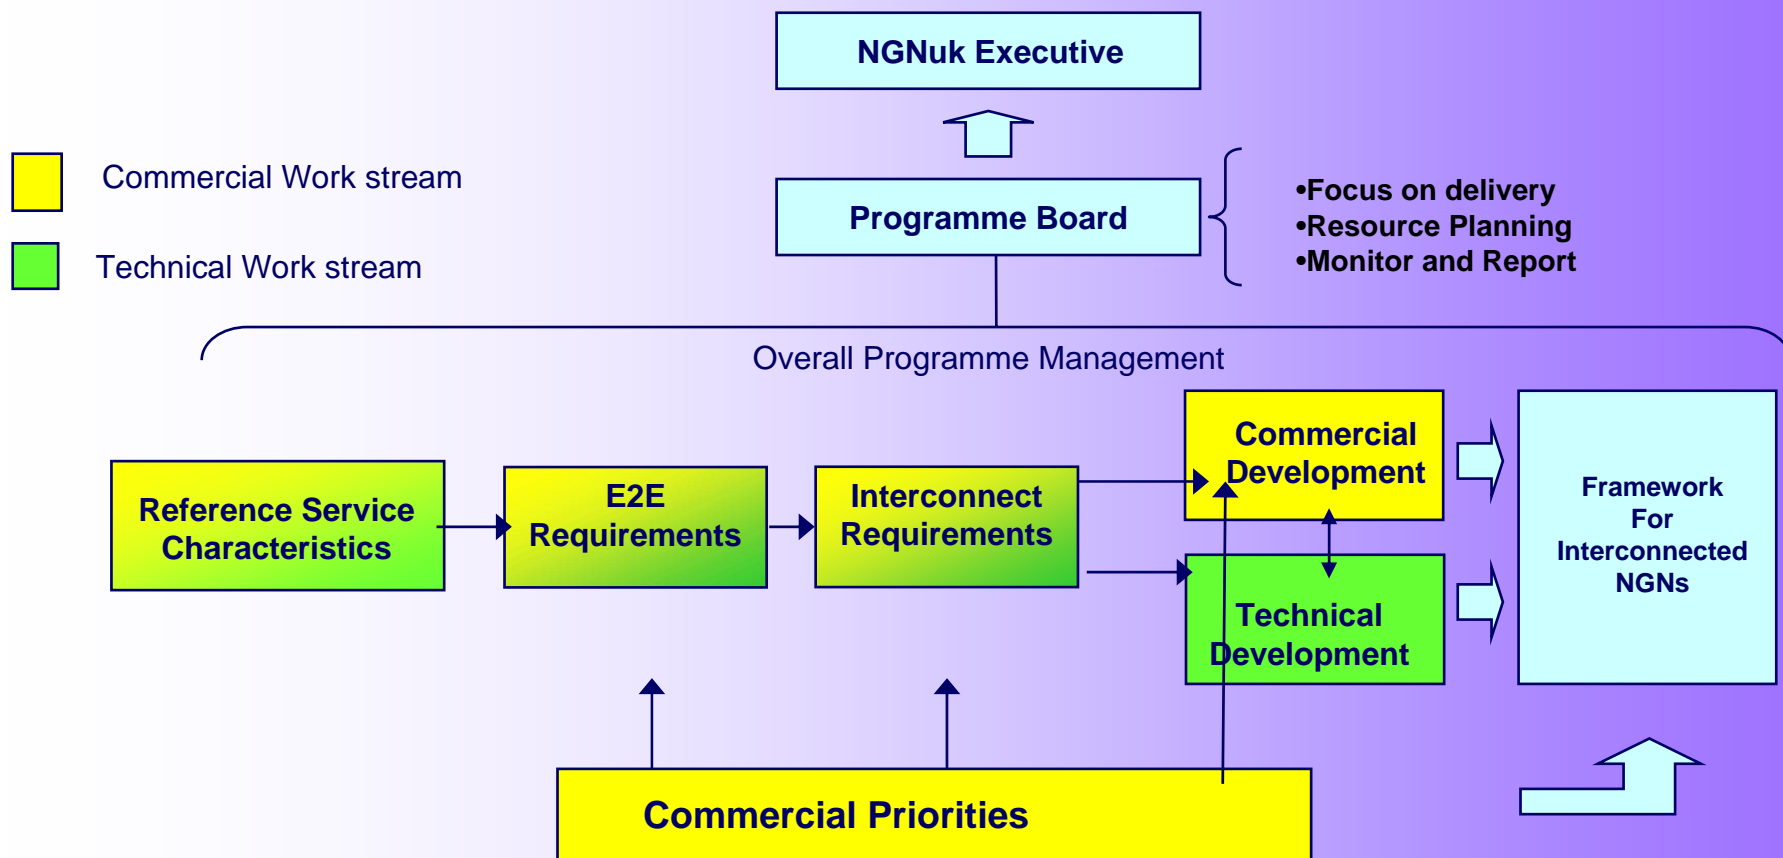 NGNuk Executive
Commercial Work stream
Technical Work stream
Programme Board
•Focus on delivery
•Resource Planning
•Monitor and Report
Overall Programme Management
Reference Service
Characteristics
E2E
Requirements
Interconnect
Requirements
Commercial
Development
Technical
Development
Framework
For
Interconnected
NGNs
Commercial Priorities